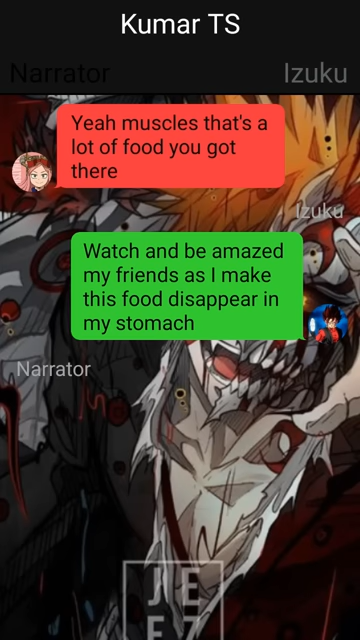 Kumar TS
Narrator
Izuku
Yeah muscles that's a
lot of food you got
there
Izuku
Watch and be amazed
my friends as I make
this food disappear in
my stomach
Narrator
J E
E Z